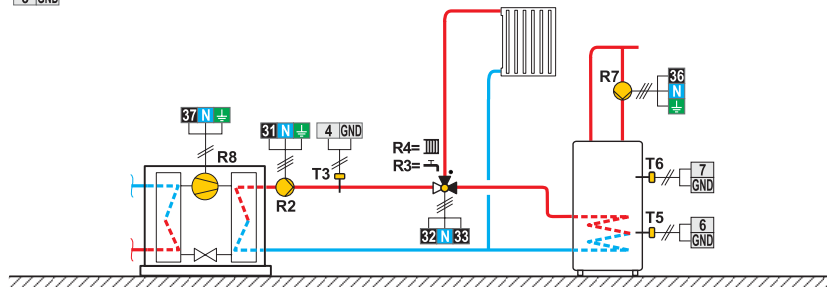 GND
R7
36
N
37 N
31 N
4 GND
R4=
R8
R3=
T3
T6
7
GND
R2
T5
6
GND
32 N 33